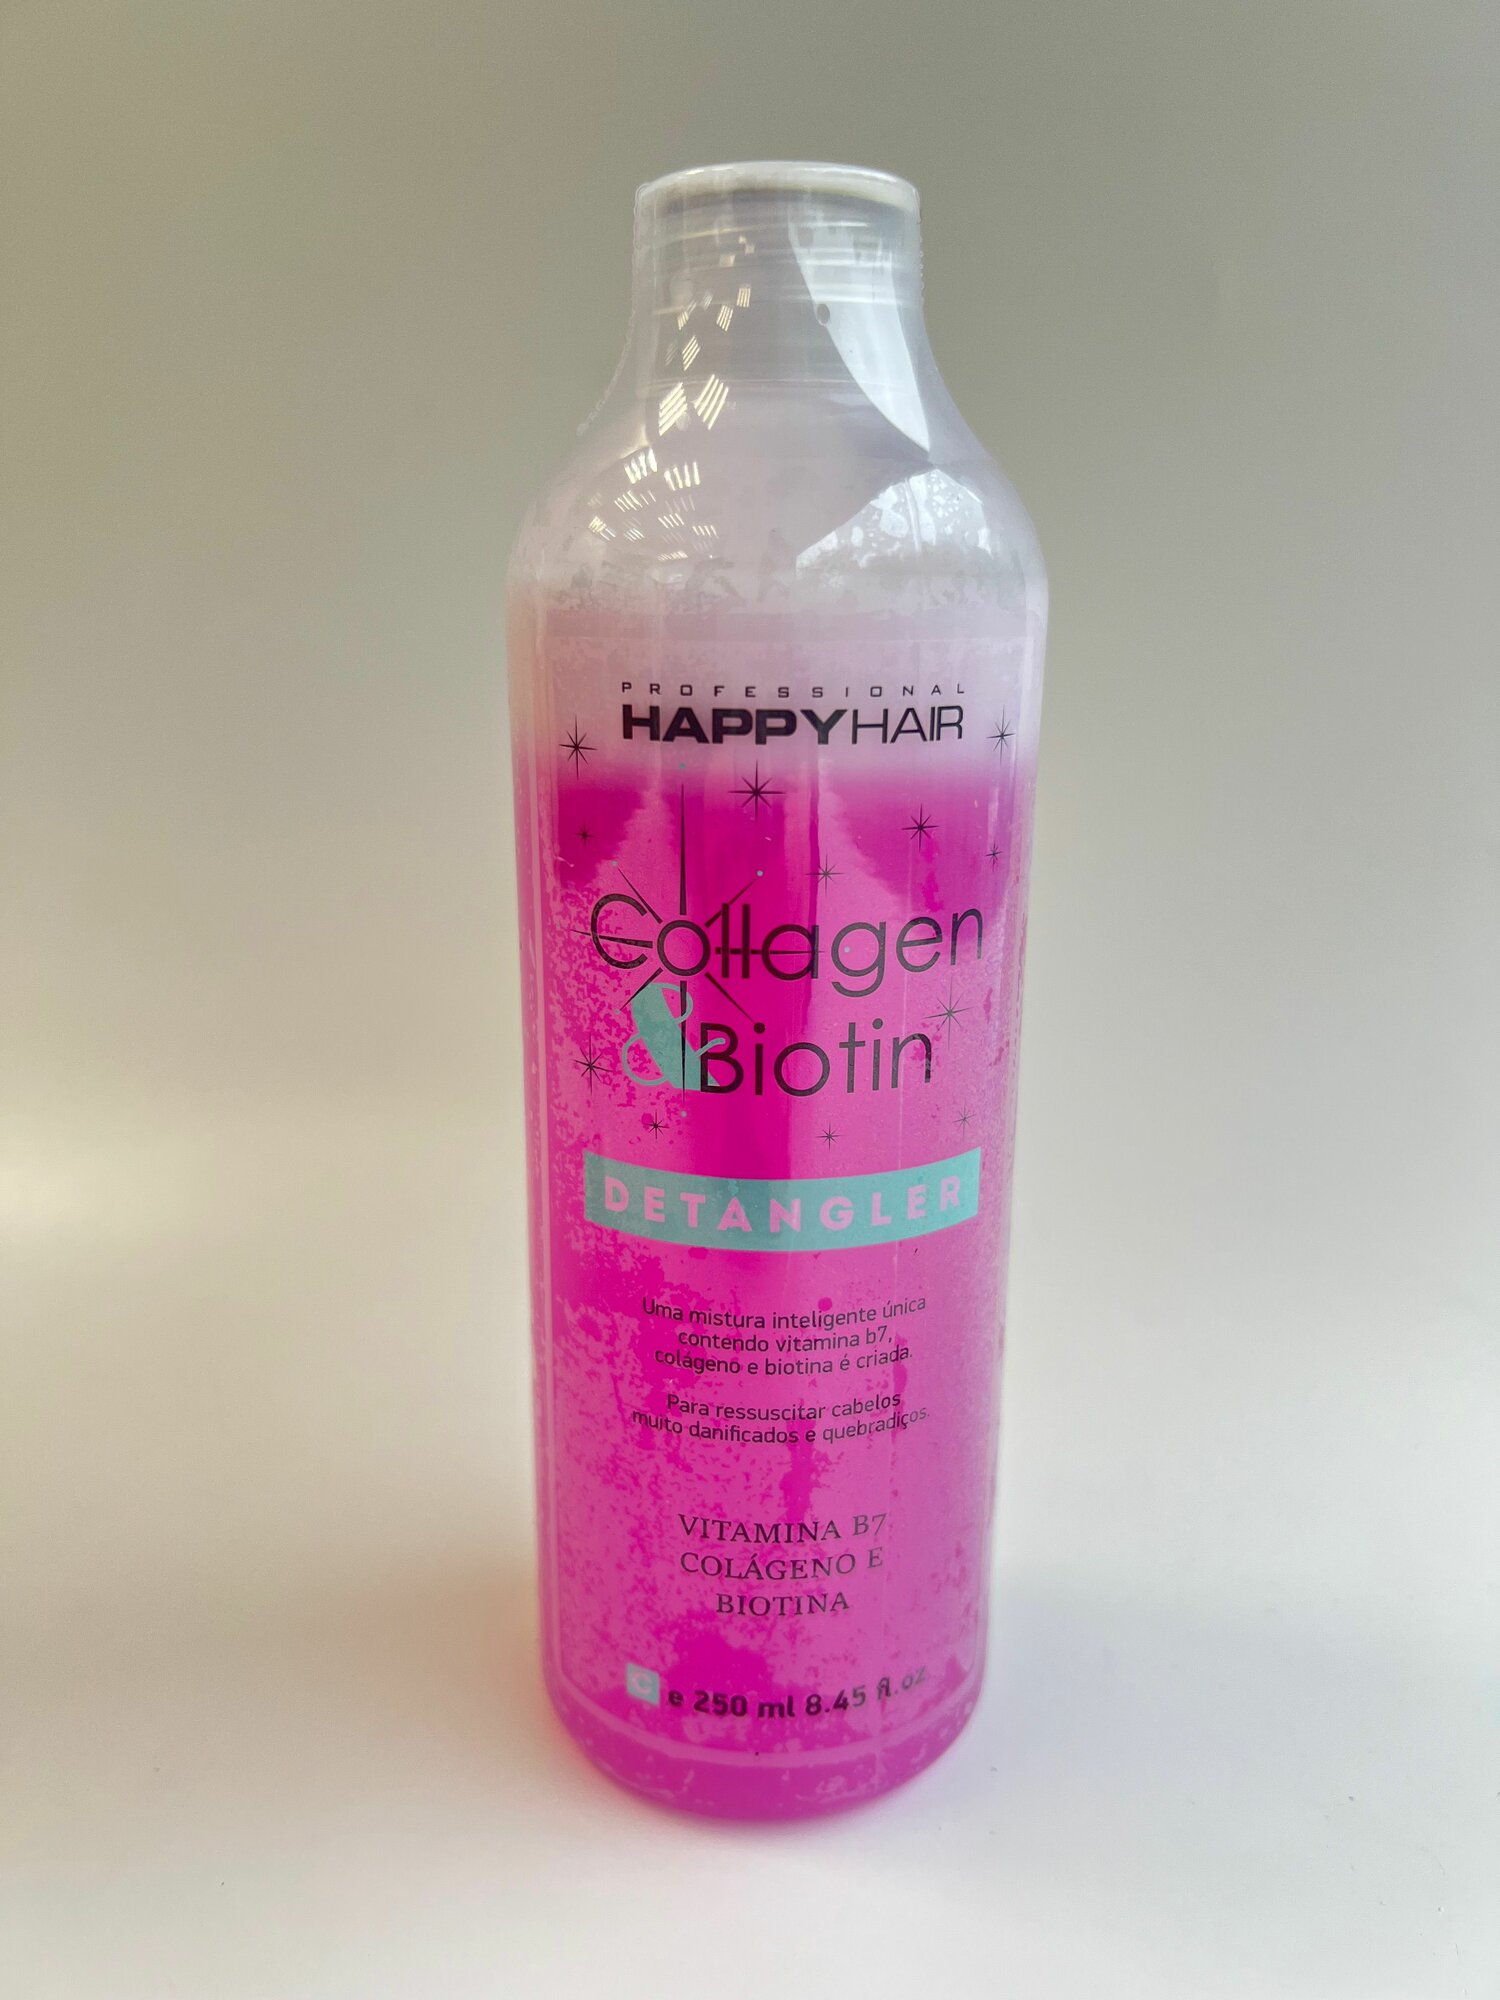 PROFESSIONAL
HAPPYHAIR
Collagen
& Biotin
DETANGLER
Uma mistura inteligente única
contendo vitamina b7,
colágeno e biotina é criada.
Para ressuscitar cabelos
muito danificados e quebradiços.
VITAMINA B7
COLÁGENO E
BIOTINA
C e 250 ml 8.45 fl.oz